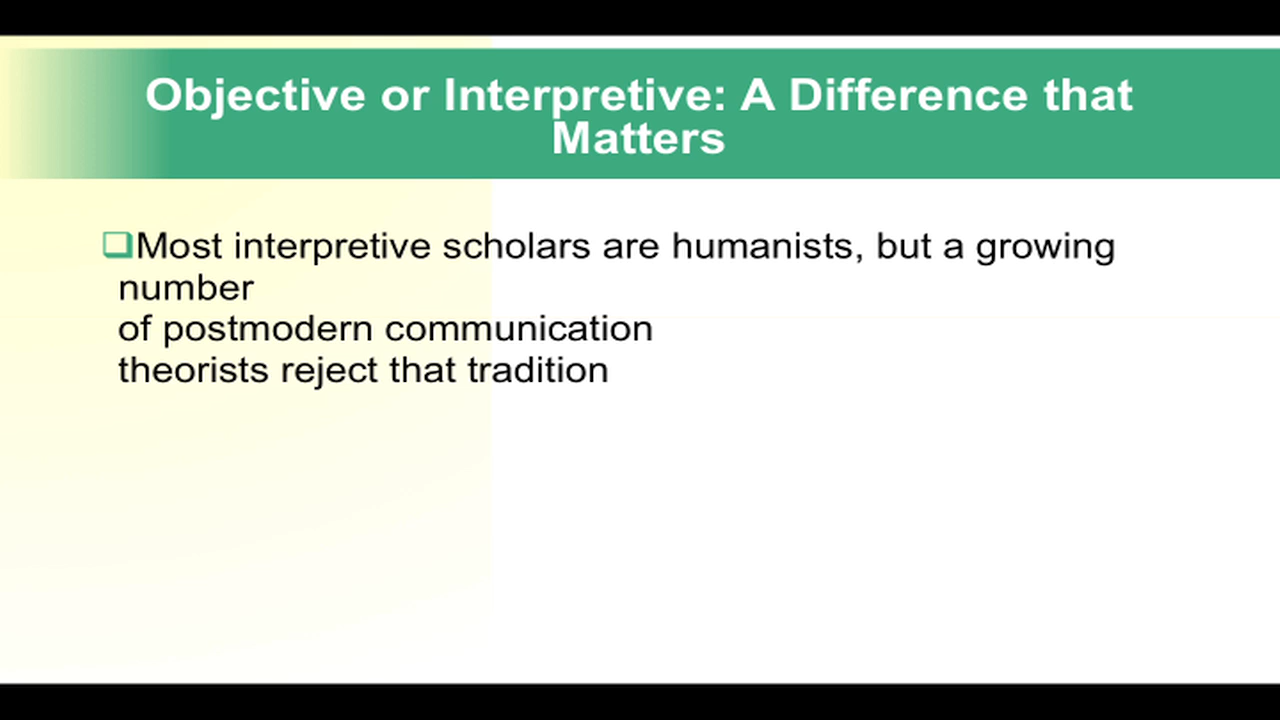 Objective or Interpretive: A Difference that
Matters
❑Most interpretive scholars are humanists, but a growing
number
of postmodern communication
theorists reject that tradition